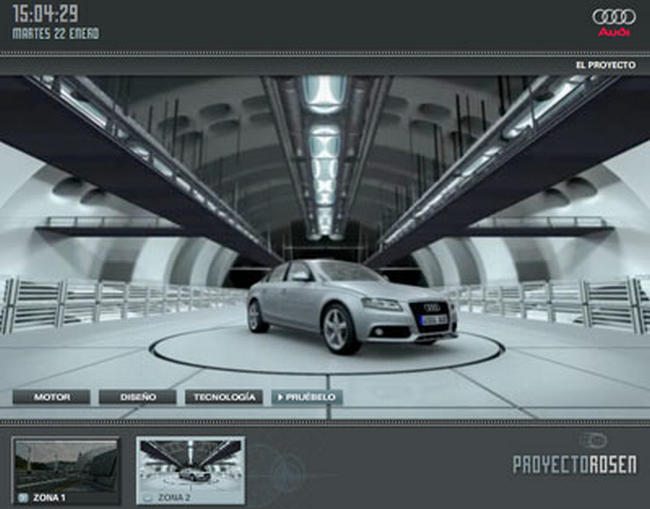 15:04:29
MARTES 22 ENERO
Audi
EL PROYECTO
MOTOR
DISEÑO
TECNOLOGÍA
PRUÉBELO
ZONA 1
ZONA 2
PROYECTOROSEN